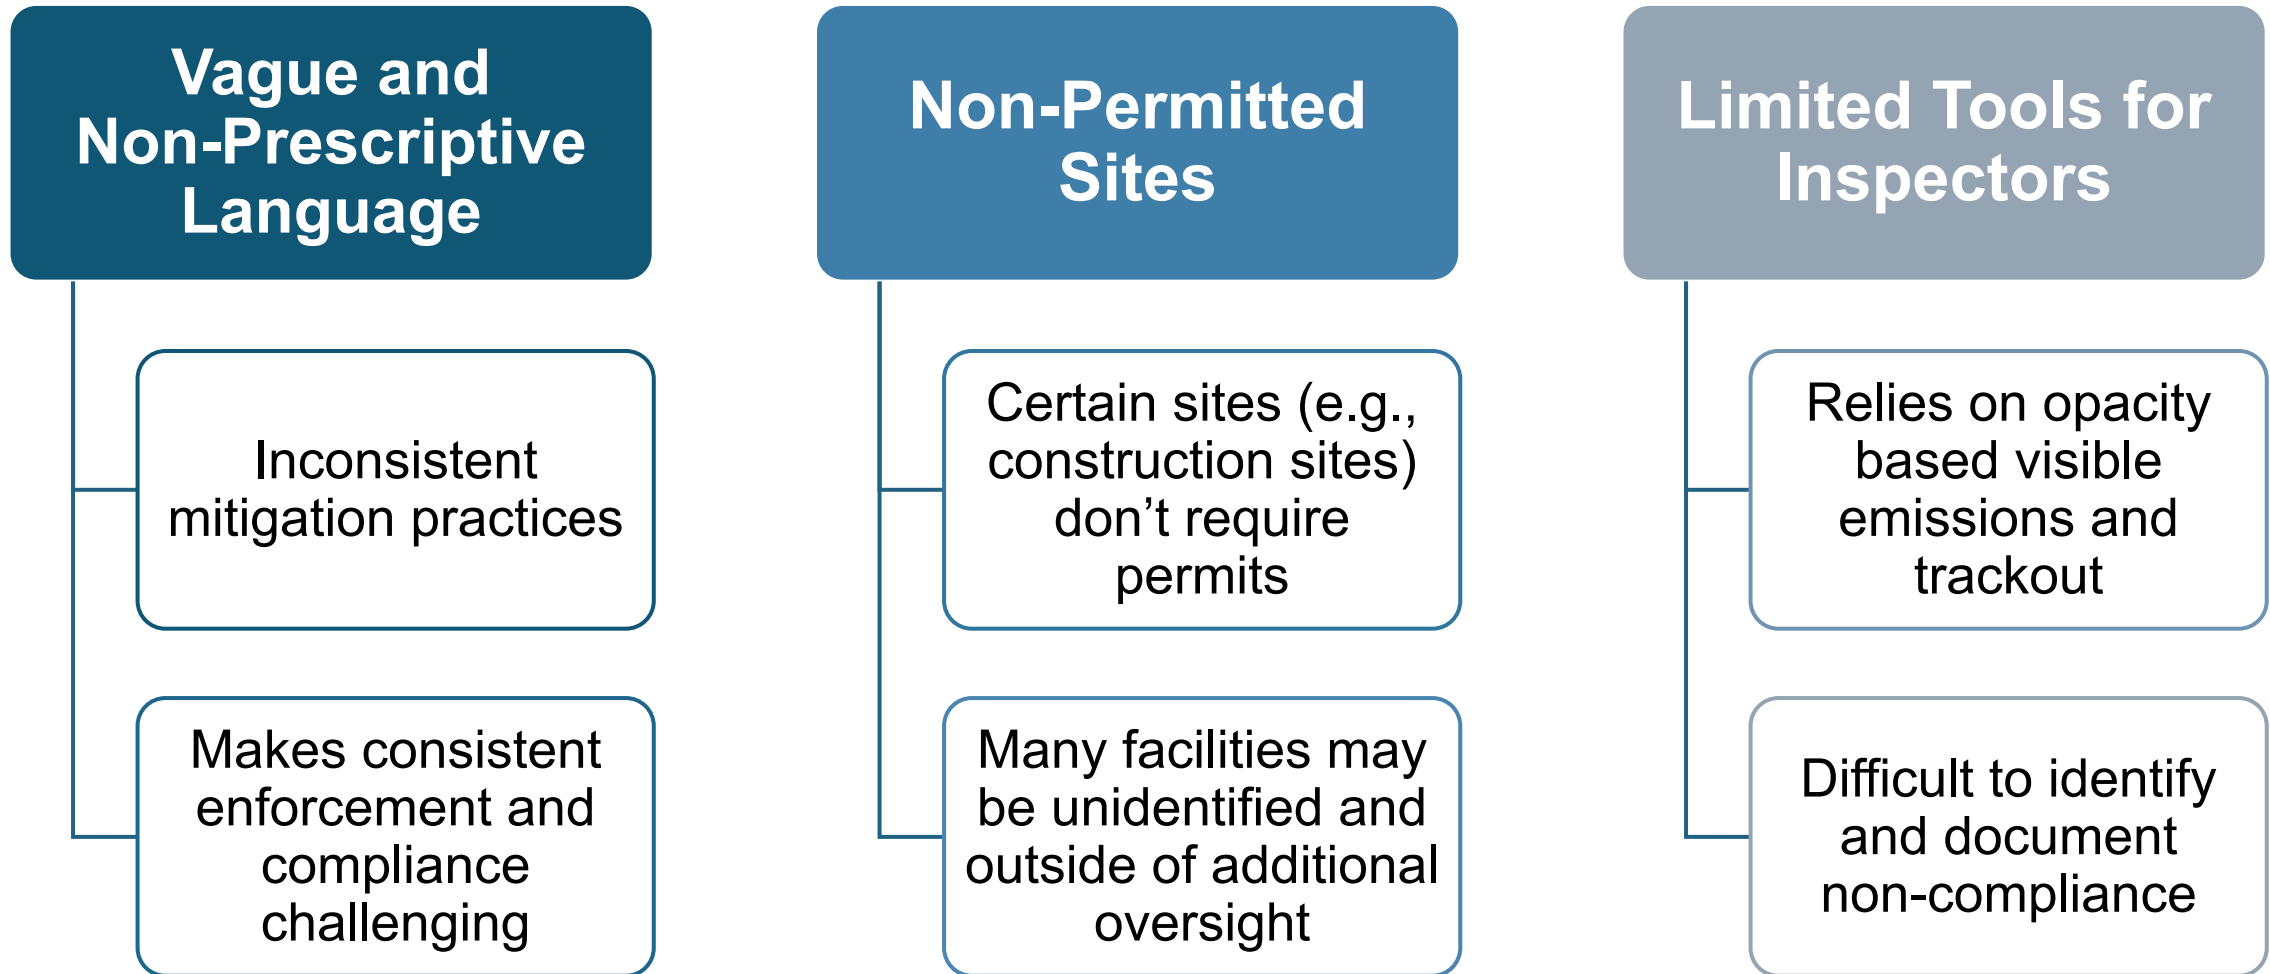 Vague and
Non-Prescriptive
Language
Inconsistent
mitigation practices
Makes consistent
enforcement and
compliance
challenging
Non-Permitted
Sites
Certain sites (e.g.,
construction sites)
don’t require
permits
Many facilities may
be unidentified and
outside of additional
oversight
Limited Tools for
Inspectors
Relies on opacity
based visible
emissions and
trackout
Difficult to identify
and document
non-compliance